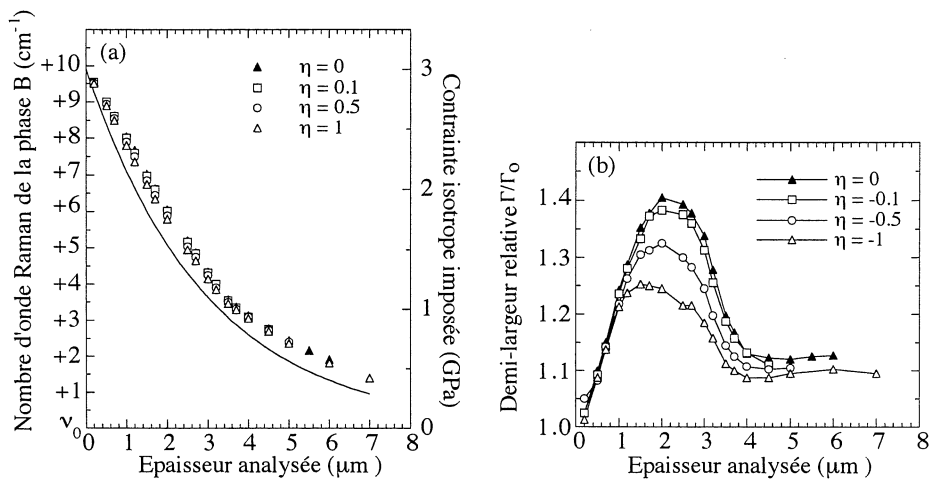 (a)
Nombre d'onde Raman de la phase B (cm⁻¹)
+10
+9
+8
+7
+6
+5
+4
+3
+2
+1
ν₀
η = 0
η = 0.1
η = 0.5
η = 1
3
2
1
0
Contrainte isotrope imposée (GPa)
0 1 2 3 4 5 6 7 8
Epaisseur analysée (μm )
(b)
Demi-largeur relative Γ/Γ₀
1.4
1.3
1.2
1.1
1.0
η = 0
η = -0.1
η = -0.5
η = -1
0 1 2 3 4 5 6 7 8
Epaisseur analysée (μm )